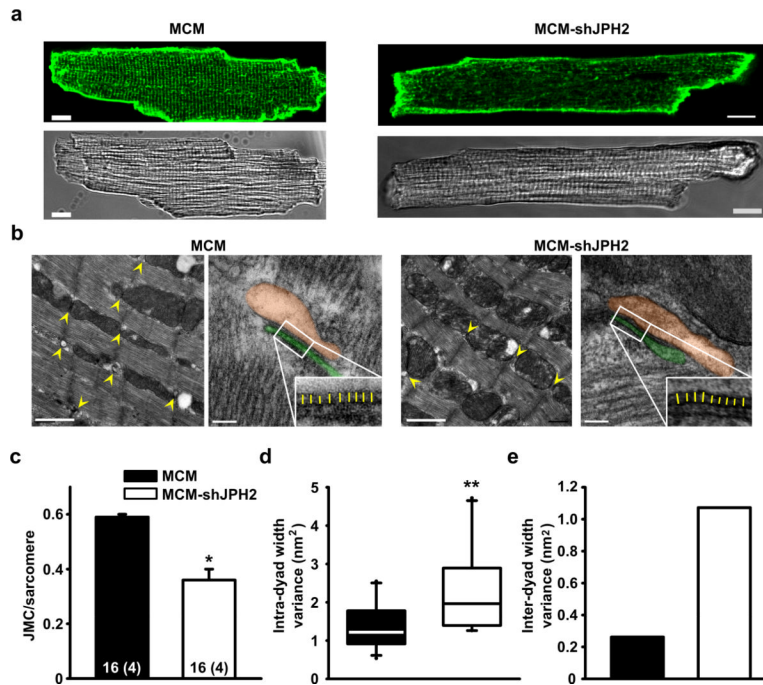 a
MCM
MCM-shJPH2
b
MCM
MCM-shJPH2
c
MCM
MCM-shJPH2
JMC/sarcomere
0.6
0.4
0.2
0
*
16 (4)
16 (4)
d
Intra-dyad width
variance (nm²)
5
4
3
2
1
0
**
e
Inter-dyad width
variance (nm²)
1.2
1.0
0.8
0.6
0.4
0.2
0